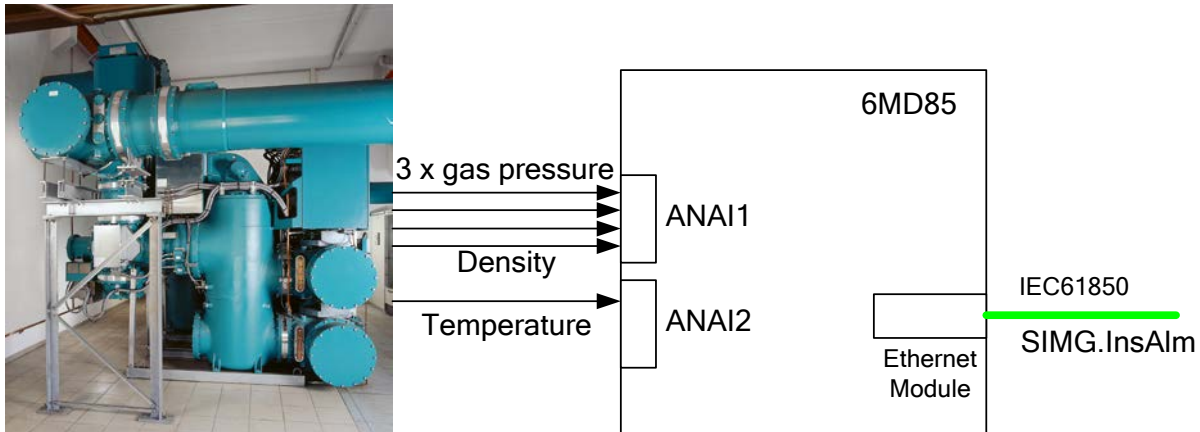 6MD85
3 x gas pressure
ANAI1
Density
Temperature
ANAI2
IEC61850
SIMG.InsAlm
Ethernet
Module